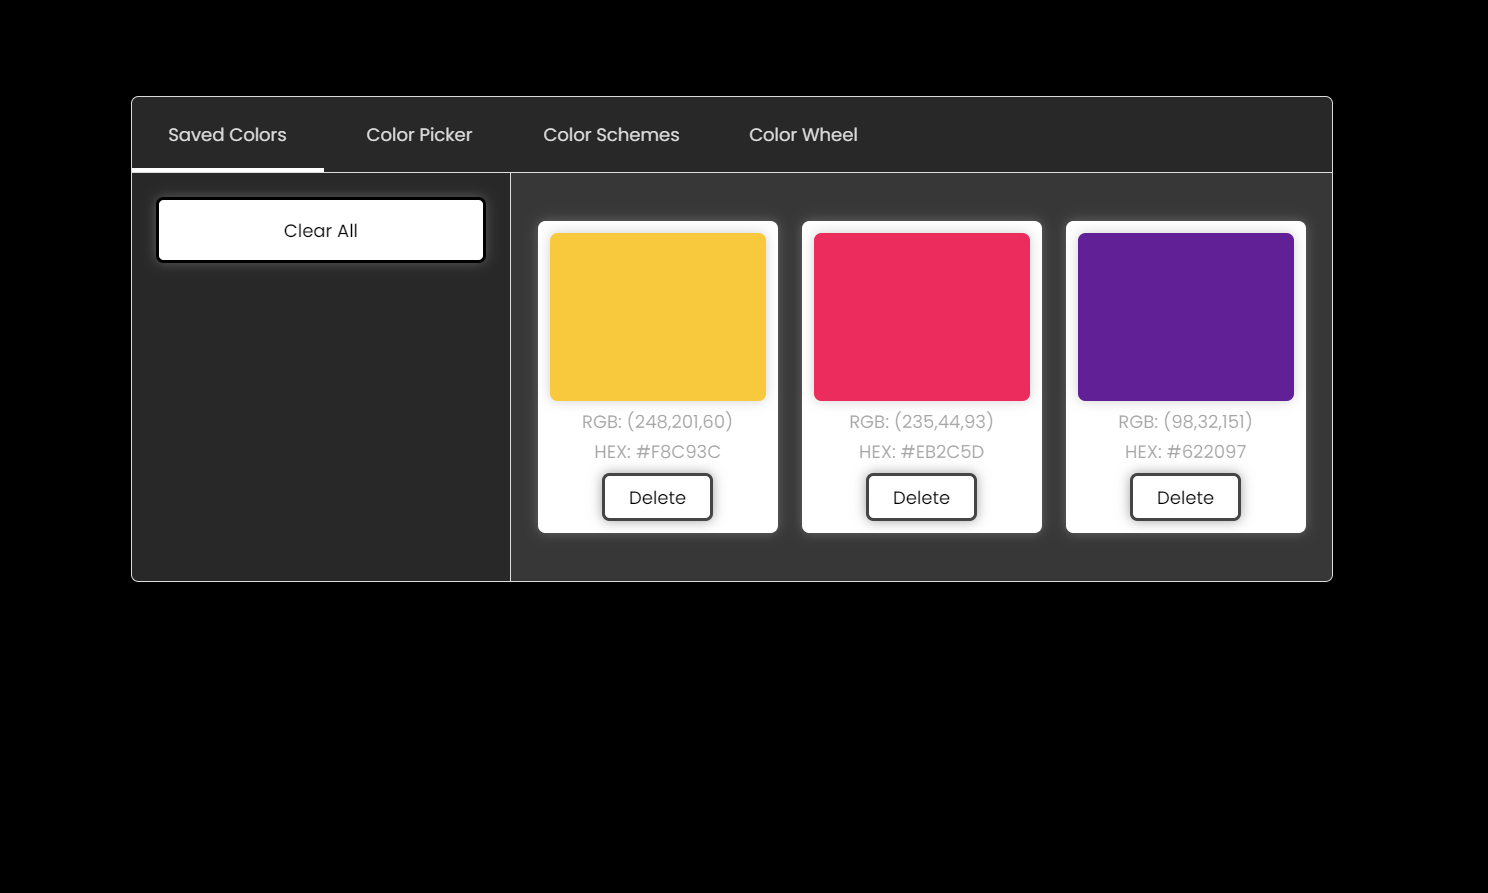 Saved Colors
Color Picker
Color Schemes
Color Wheel
Clear All
RGB: (248,201,60)
HEX: #F8C93C
Delete
RGB: (235,44,93)
HEX: #EB2C5D
Delete
RGB: (98,32,151)
HEX: #622097
Delete